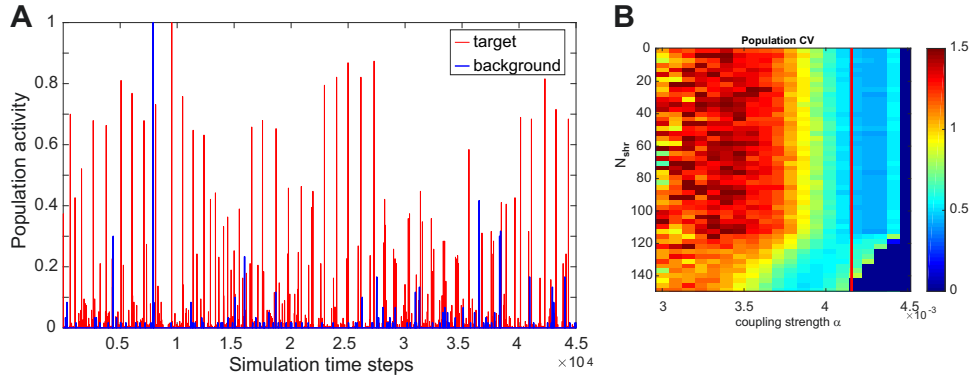 A
Population activity
1
0.8
0.6
0.4
0.2
0
target
background
0.5 1 1.5 2 2.5 3 3.5 4 4.5
×10 4
Simulation time steps
B
Population CV
N shr
0
20
40
60
80
100
120
140
3 3.5 4 4.5
×10 -3
coupling strength α
1.5
1
0.5
0